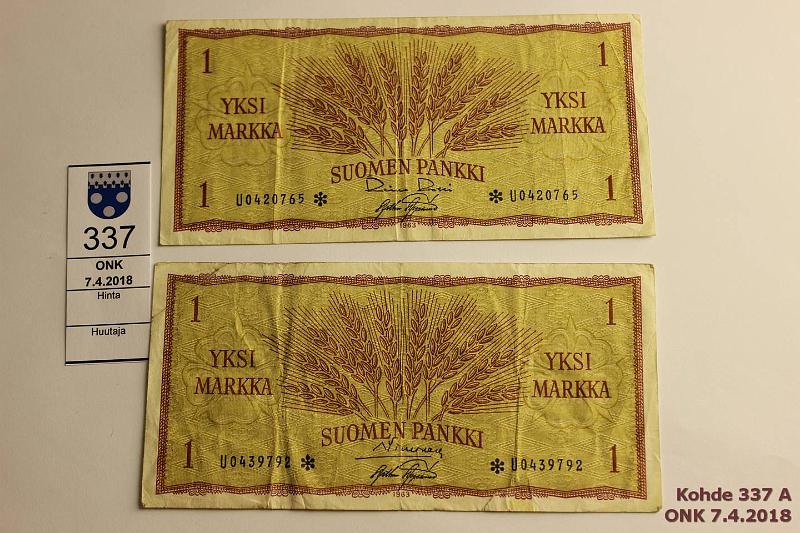 1 1
YKSI YKSI
MARKKA MARKKA
SUOMEN PANKKI
1 U0420765 * * U0420765 1
1963
337
ONK
7.4.2018
Hinta
Huutaja
1 1
YKSI YKSI
MARKKA MARKKA
SUOMEN PANKKI
1 U0439792 * * U0439792 1
1963
Kohde 337 A
ONK 7.4.2018